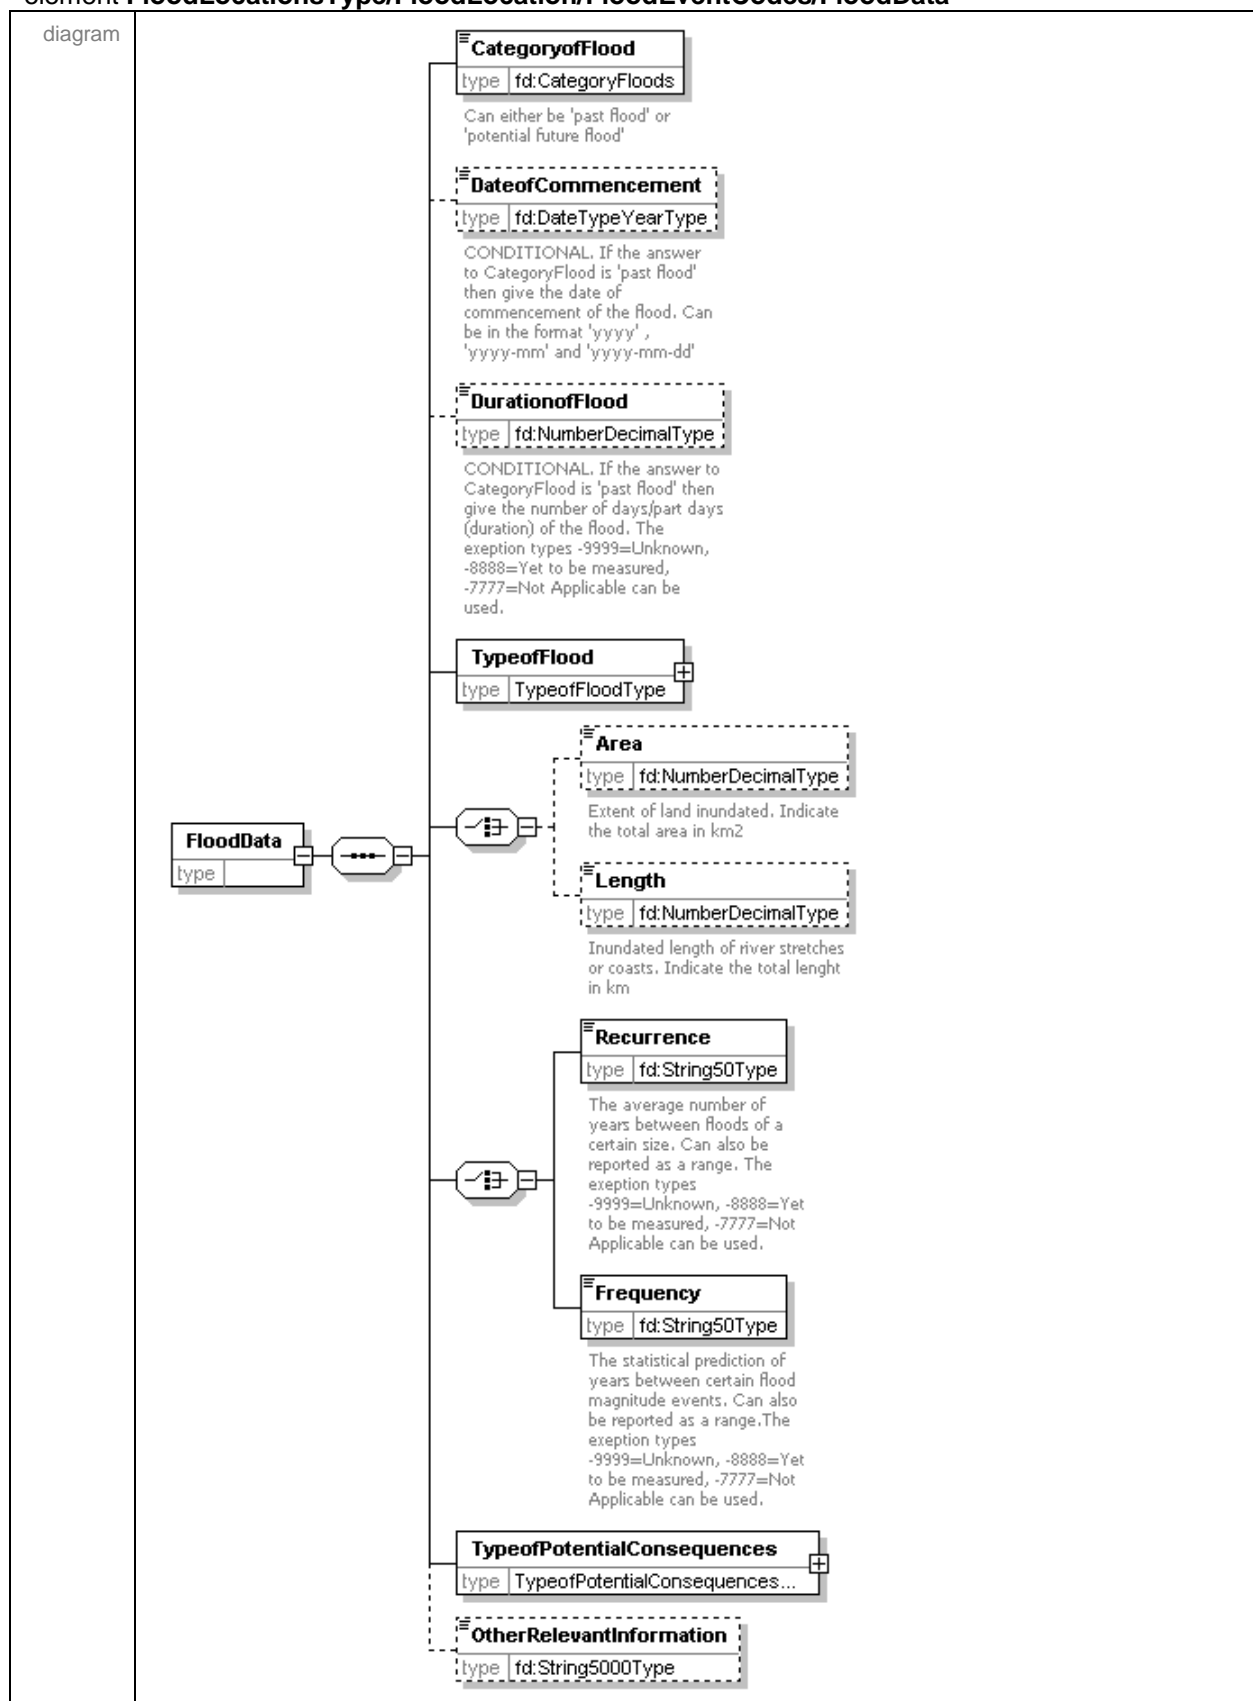 element FloodLocationsType/FloodLocation/FloodEventCodes/FloodData
diagram
CategoryofFlood
type fd:CategoryFloods
Can either be 'past flood' or
'potential future flood'
DateofCommencement
type fd:DateTypeYearType
CONDITIONAL. If the answer
to CategoryFlood is 'past flood'
then give the date of
commencement of the flood. Can
be in the format 'yyyy' ,
'yyyy-mm' and 'yyyy-mm-dd'
DurationofFlood
type fd:NumberDecimalType
CONDITIONAL. If the answer to
CategoryFlood is 'past flood' then
give the number of days/part days
(duration) of the flood. The
exeption types -9999=Unknown,
-8888=Yet to be measured,
-7777=Not Applicable can be
used.
TypeofFlood
type TypeofFloodType
Area
type fd:NumberDecimalType
Extent of land inundated. Indicate
the total area in km2
FloodData
type
Length
type fd:NumberDecimalType
Inundated length of river stretches
or coasts. Indicate the total lenght
in km
Recurrence
type fd:String50Type
The average number of
years between floods of a
certain size. Can also be
reported as a range. The
exeption types
-9999=Unknown, -8888=Yet
to be measured, -7777=Not
Applicable can be used.
Frequency
type fd:String50Type
The statistical prediction of
years between certain flood
magnitude events. Can also
be reported as a range.The
exeption types
-9999=Unknown, -8888=Yet
to be measured, -7777=Not
Applicable can be used.
TypeofPotentialConsequences
type TypeofPotentialConsequences...
OtherRelevantInformation
type fd:String5000Type